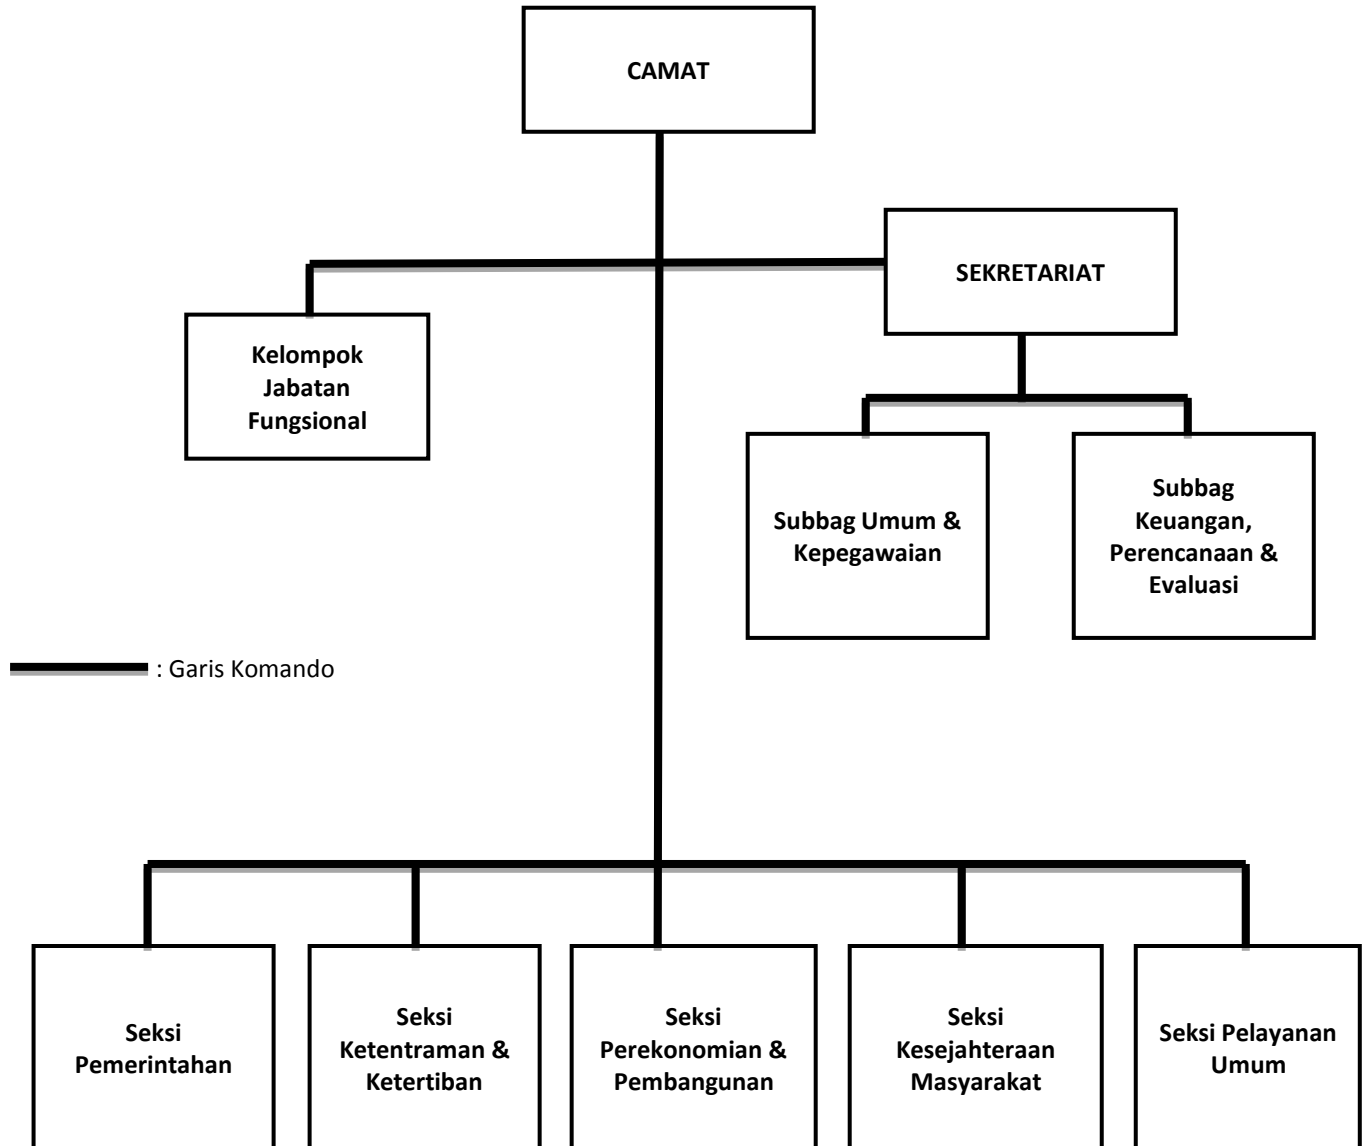 CAMAT
SEKRETARIAT
Kelompok
Jabatan
Fungsional
Subbag Umum &
Kepegawaian
Subbag
Keuangan,
Perencanaan &
Evaluasi
: Garis Komando
Seksi
Pemerintahan
Seksi
Ketentraman &
Ketertiban
Seksi
Perekonomian &
Pembangunan
Seksi
Kesejahteraan
Masyarakat
Seksi Pelayanan
Umum